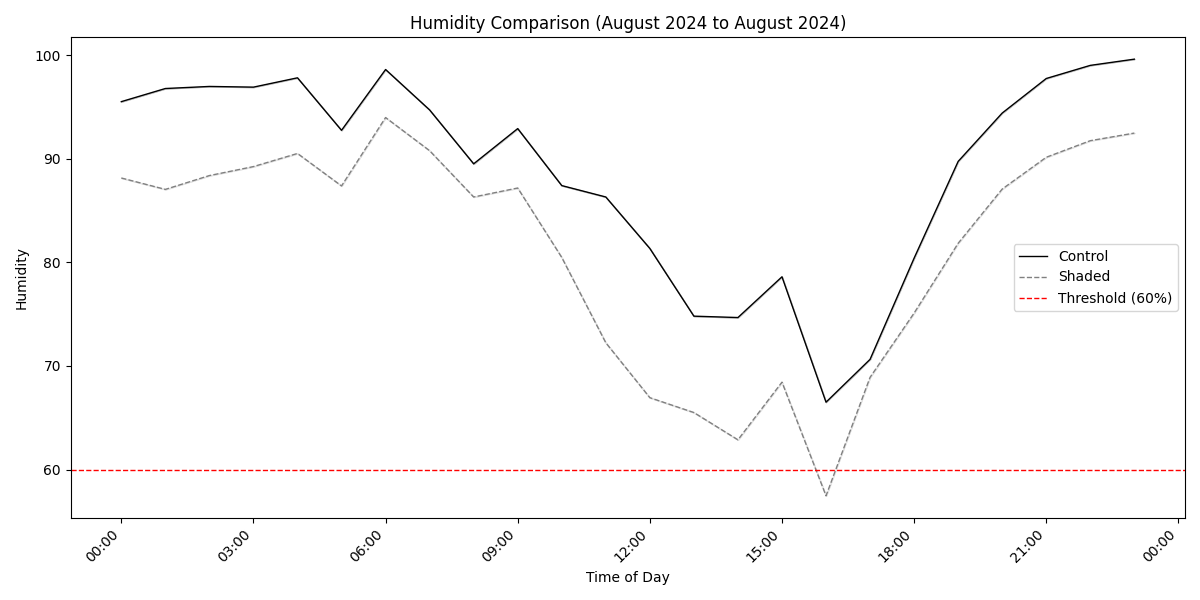 Humidity Comparison (August 2024 to August 2024)
100
90
80
70
60
Humidity
Control
Shaded
Threshold (60%)
00:00
03:00
06:00
09:00
12:00
15:00
18:00
21:00
00:00
Time of Day